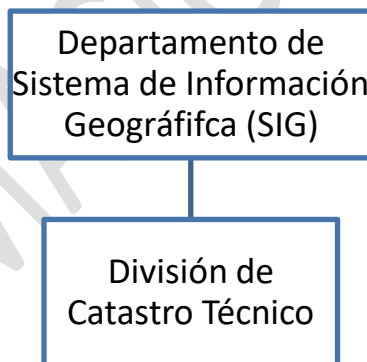 Departamento de
Sistema de Información
Geográfifca (SIG)
División de
Catastro Técnico